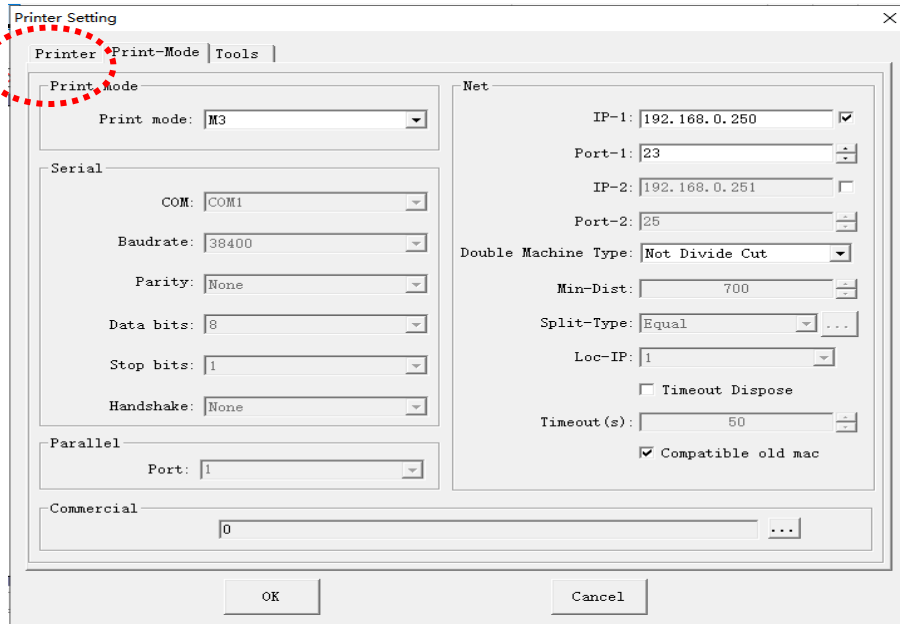 Printer Setting
Printer Print-Mode Tools
Print mode
Print mode: M3
Serial
COM: COM1
Baudrate: 38400
Parity: None
Data bits: 8
Stop bits: 1
Handshake: None
Parallel
Port: 1
Net
IP-1: 192.168.0.250
Port-1: 23
IP-2: 192.168.0.251
Port-2: 25
Double Machine Type: Not Divide Cut
Min-Dist: 700
Split-Type: Equal ...
Loc-IP: 1
Timeout Dispose
Timeout(s): 50
Compatible old mac
Commercial
0 ...
OK Cancel